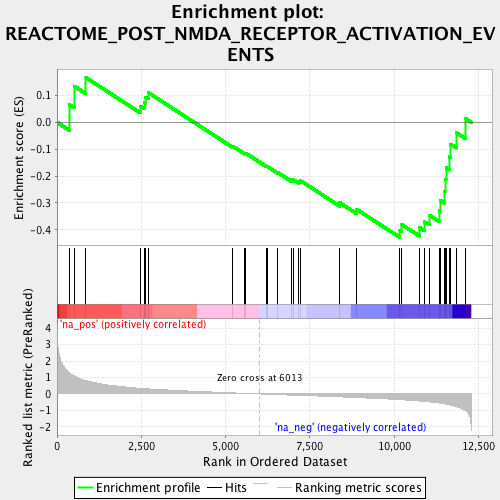 Enrichment plot:
REACTOME_POST_NMDA_RECEPTOR_ACTIVATION_EV
ENTS
Enrichment score (ES)
0.1
0.0
-0.1
-0.2
-0.3
-0.4
'na_pos' (positively correlated)
Ranked list metric (PreRanked)
4
3
2
1
0
-1
-2
Zero cross at 6013
'na_neg' (negatively correlated)
0
2,500
5,000
7,500
10,000
12,500
Rank in Ordered Dataset
Enrichment profile
Hits
Ranking metric scores